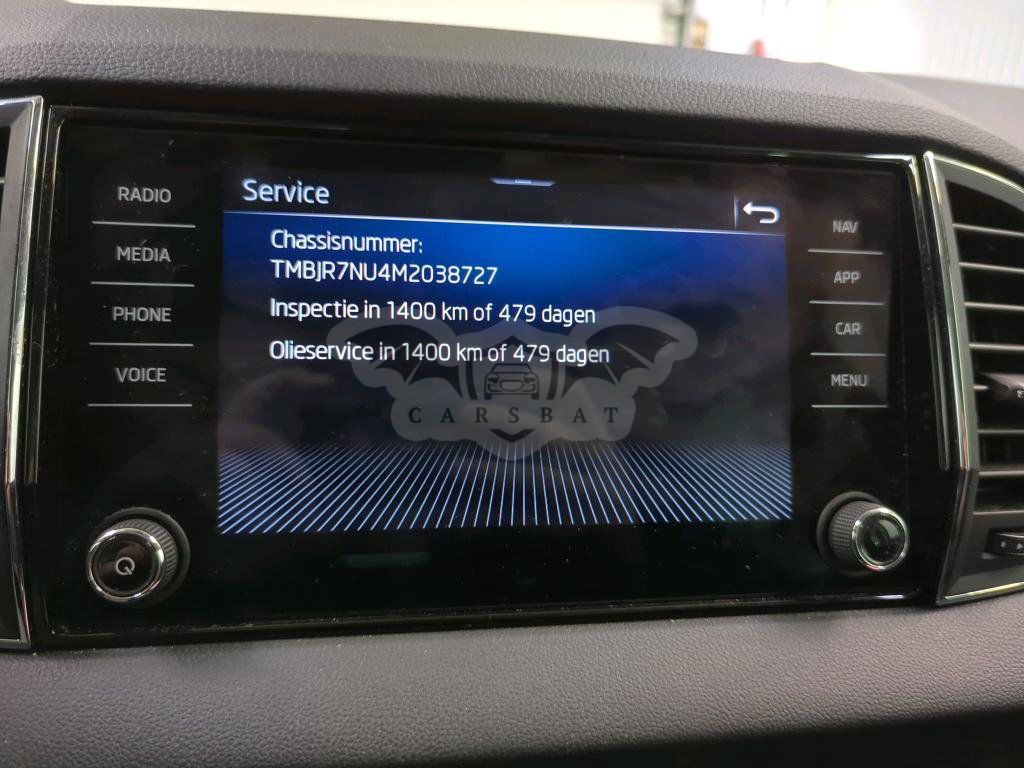 RADIO
MEDIA
PHONE
VOICE
Service
Chassisnummer:
TMBJR7NU4M2038727
Inspectie in 1400 km of 479 dagen
Olieservice in 1400 km of 479 dagen
CARSBAT
NAV
APP
CAR
MENU